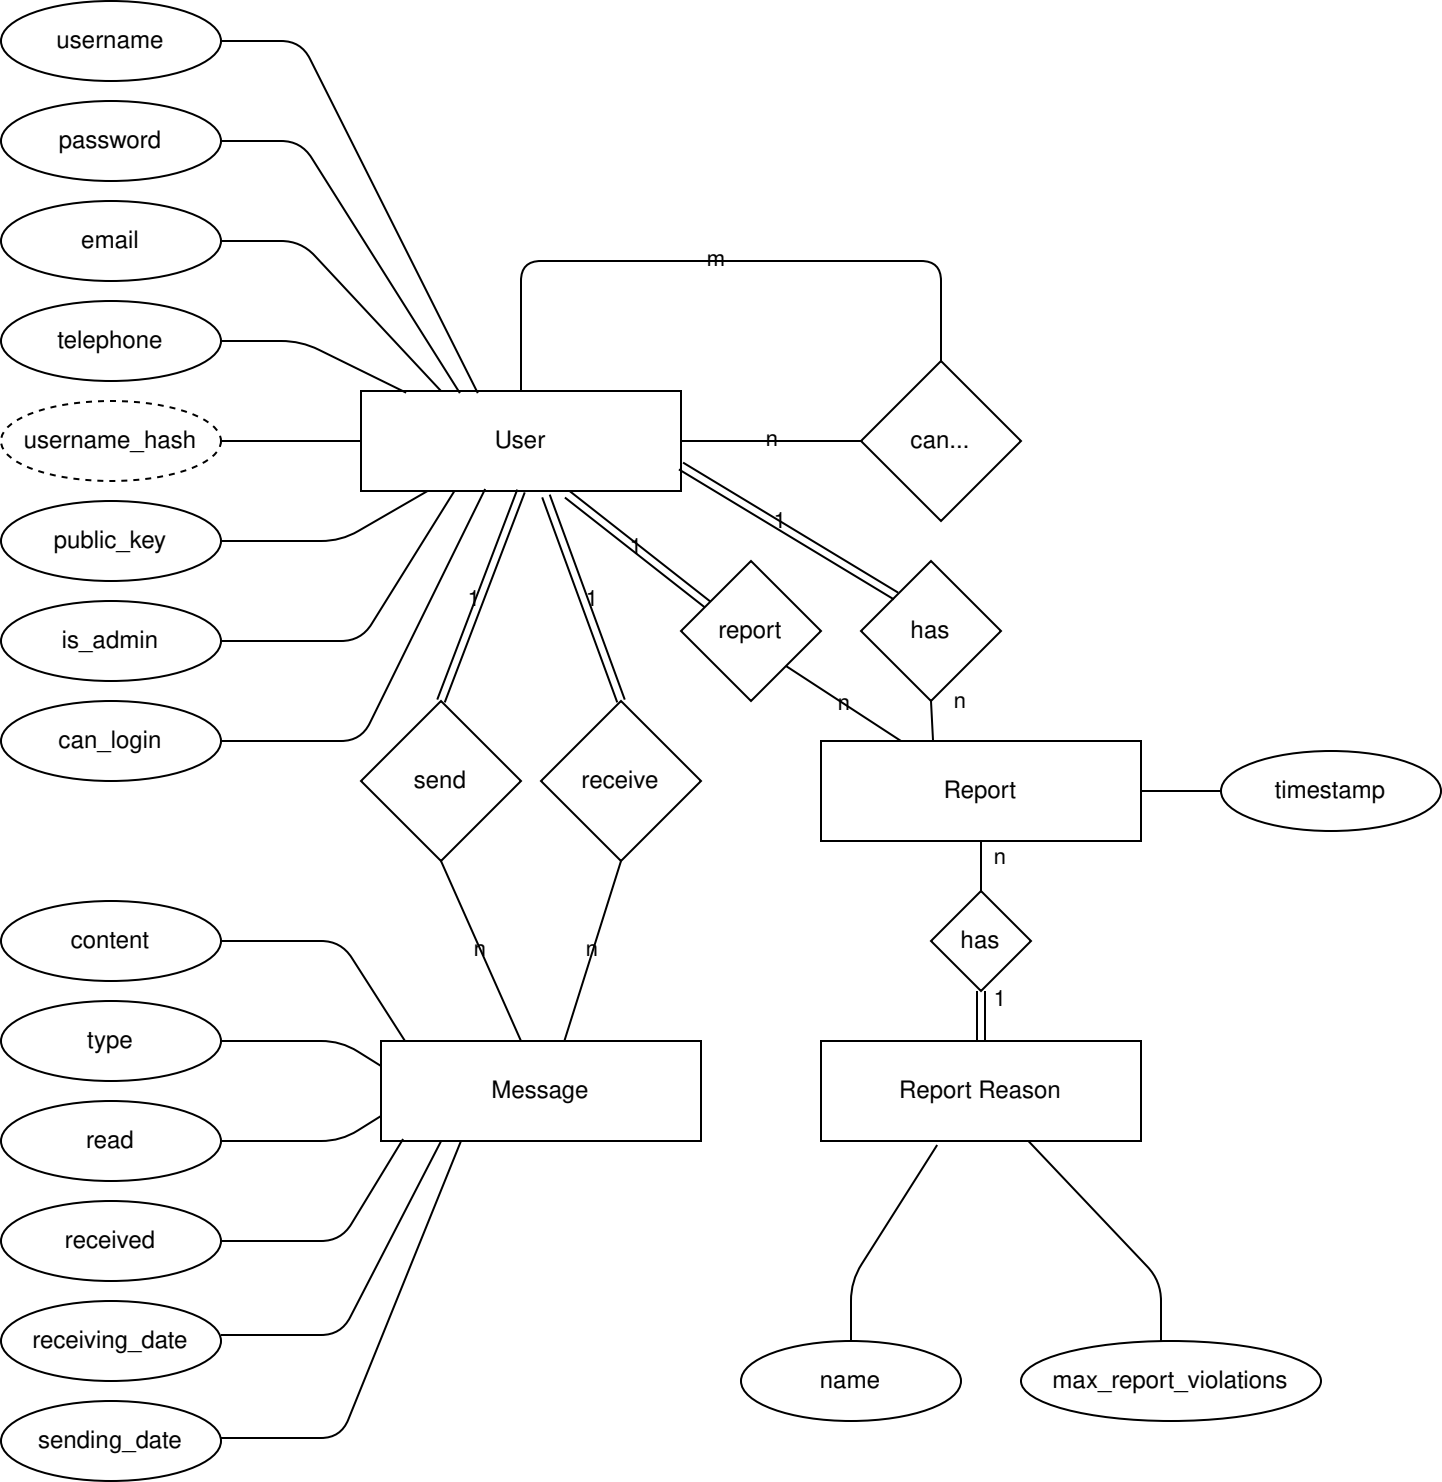 username
password
email
m
telephone
username_hash
User
n
can...
1
public_key
1
1
1
is_admin
report
has
n
n
can_login
send
receive
Report
timestamp
n
content
n
n
has
1
type
Message
Report Reason
read
received
receiving_date
name
max_report_violations
sending_date